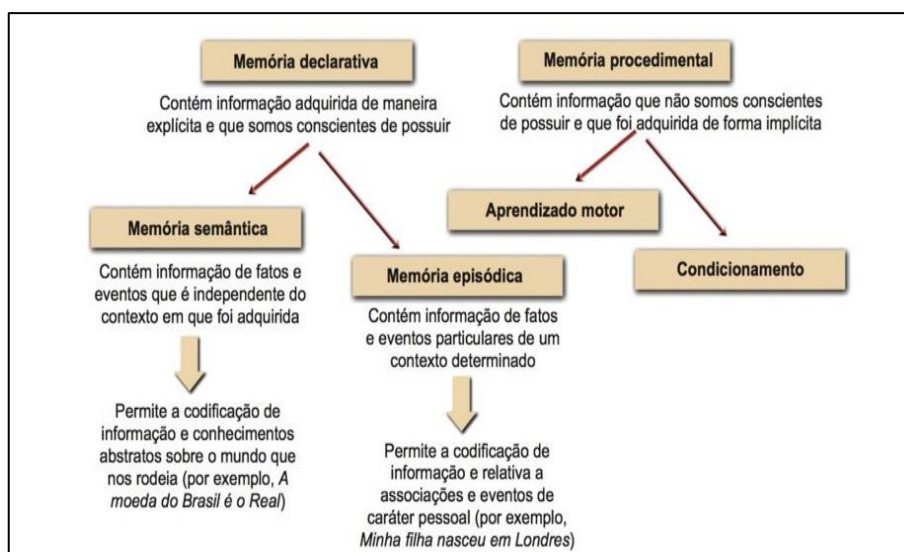 Memória declarativa
Contém informação adquirida de maneira
explícita e que somos conscientes de possuir
Memória procedimental
Contém informação que não somos conscientes
de possuir e que foi adquirida de forma implícita
Memória semântica
Contém informação de fatos e
eventos que é independente do
contexto em que foi adquirida
Permite a codificação de
informação e conhecimentos
abstratos sobre o mundo que
nos rodeia (por exemplo, A
moeda do Brasil é o Real)
Memória episódica
Contém informação de fatos
e eventos particulares de um
contexto determinado
Permite a codificação de
informação e relativa a
associações e eventos de
caráter pessoal (por exemplo,
Minha filha nasceu em Londres)
Aprendizado motor
Condicionamento